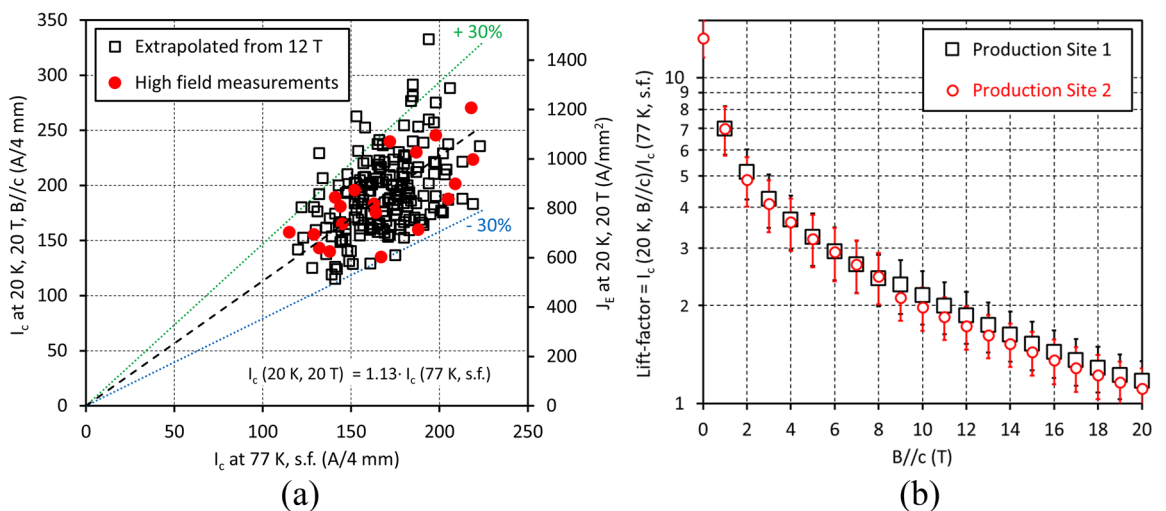 (a)
350
300
250
200
150
100
50
0
I_c at 20 K, 20 T, B//c (A/4 mm)
Extrapolated from 12 T
High field measurements
+ 30%
- 30%
I_c (20 K, 20 T) = 1.13· I_c (77 K, s.f.)
0 50 100 150 200 250
I_c at 77 K, s.f. (A/4 mm)
1400
1200
1000
800
600
400
200
0
J_E at 20 K, 20 T (A/mm²)
(a)
(b)
Lift-factor = I_c (20 K, B//c)/I_c (77 K, s.f.)
10
9
8
7
6
5
4
3
2
1
Production Site 1
Production Site 2
0 2 4 6 8 10 12 14 16 18 20
B//c (T)
(b)